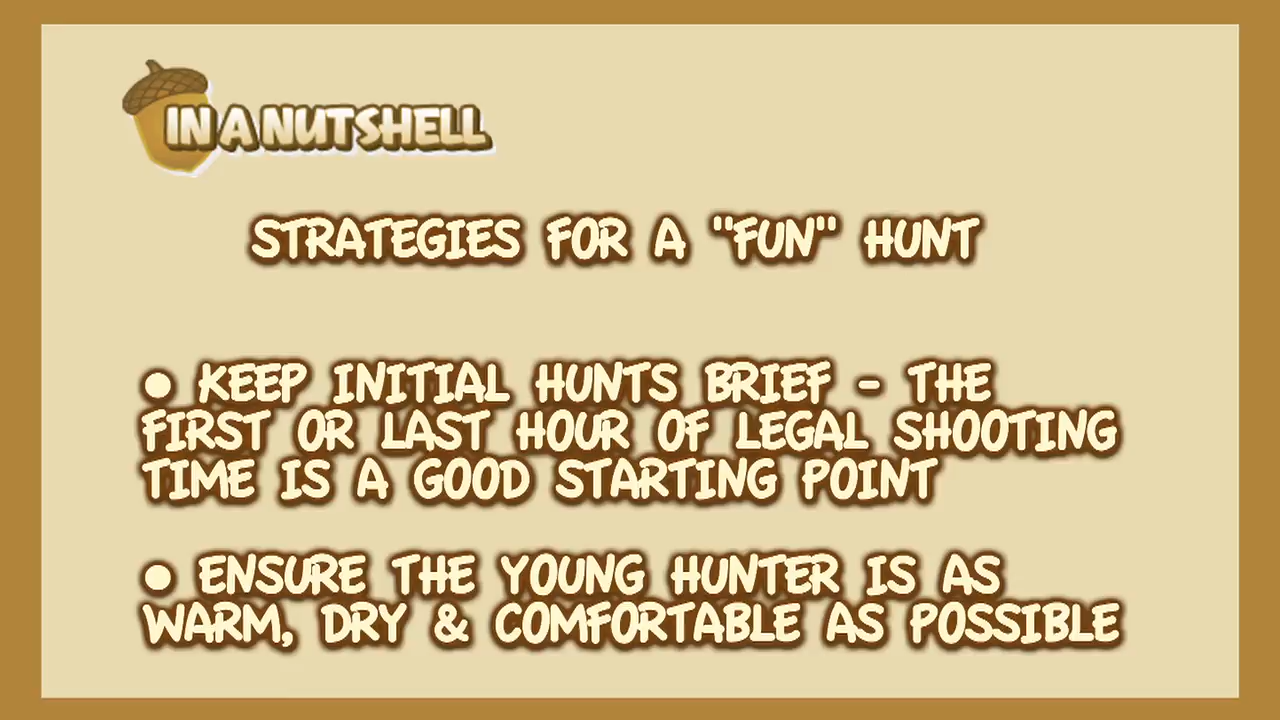 IN A NUTSHELL
STRATEGIES FOR A "FUN" HUNT
● KEEP INITIAL HUNTS BRIEF - THE
FIRST OR LAST HOUR OF LEGAL SHOOTING
TIME IS A GOOD STARTING POINT
● ENSURE THE YOUNG HUNTER IS AS
WARM, DRY & COMFORTABLE AS POSSIBLE